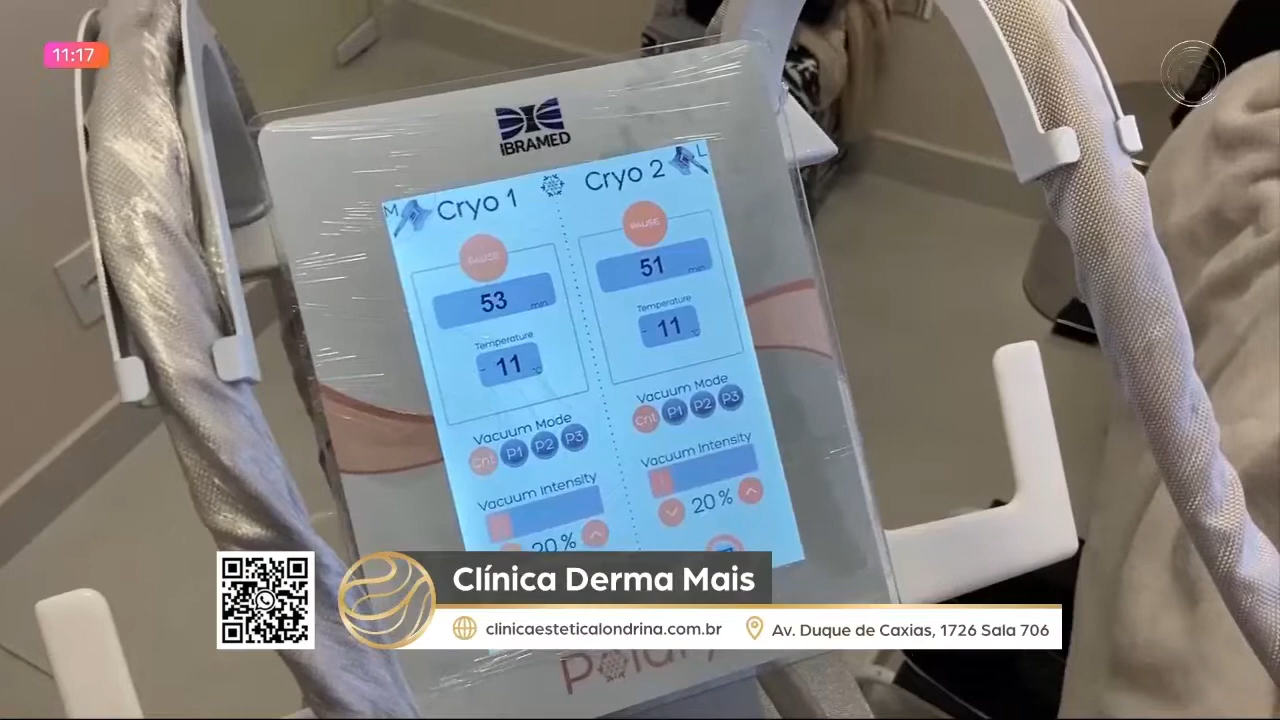 11:17
IBRAMED
M Cryo 1
Cryo 2 L
PAUSE
PAUSE
53 min
51 min
Temperature
Temperature
- 11 °C
- 11 °C
Vacuum Mode
Vacuum Mode
Cnt P1 P2 P3
Cnt P1 P2 P3
Vacuum Intensity
Vacuum Intensity
20 %
20 %
Clínica Derma Mais
clinicaesteticalondrina.com.br
Av. Duque de Caxias, 1726 Sala 706